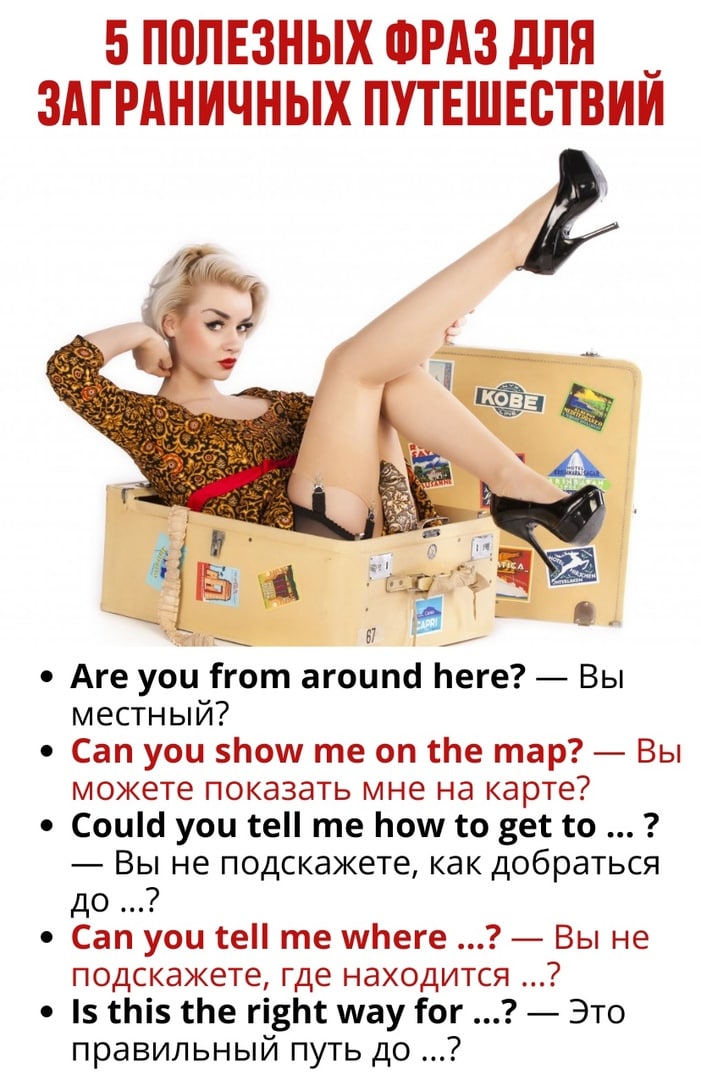 5 ПОЛЕЗНЫХ ФРАЗ ДЛЯ
ЗАГРАНИЧНЫХ ПУТЕШЕСТВИЙ
KOBE
CAPRI
67
• Are you from around here? — Вы
местный?
• Can you show me on the map? — Вы
можете показать мне на карте?
• Could you tell me how to get to ... ?
— Вы не подскажете, как добраться
до ...?
• Can you tell me where ...? — Вы не
подскажете, где находится ...?
• Is this the right way for ...? — Это
правильный путь до ...?